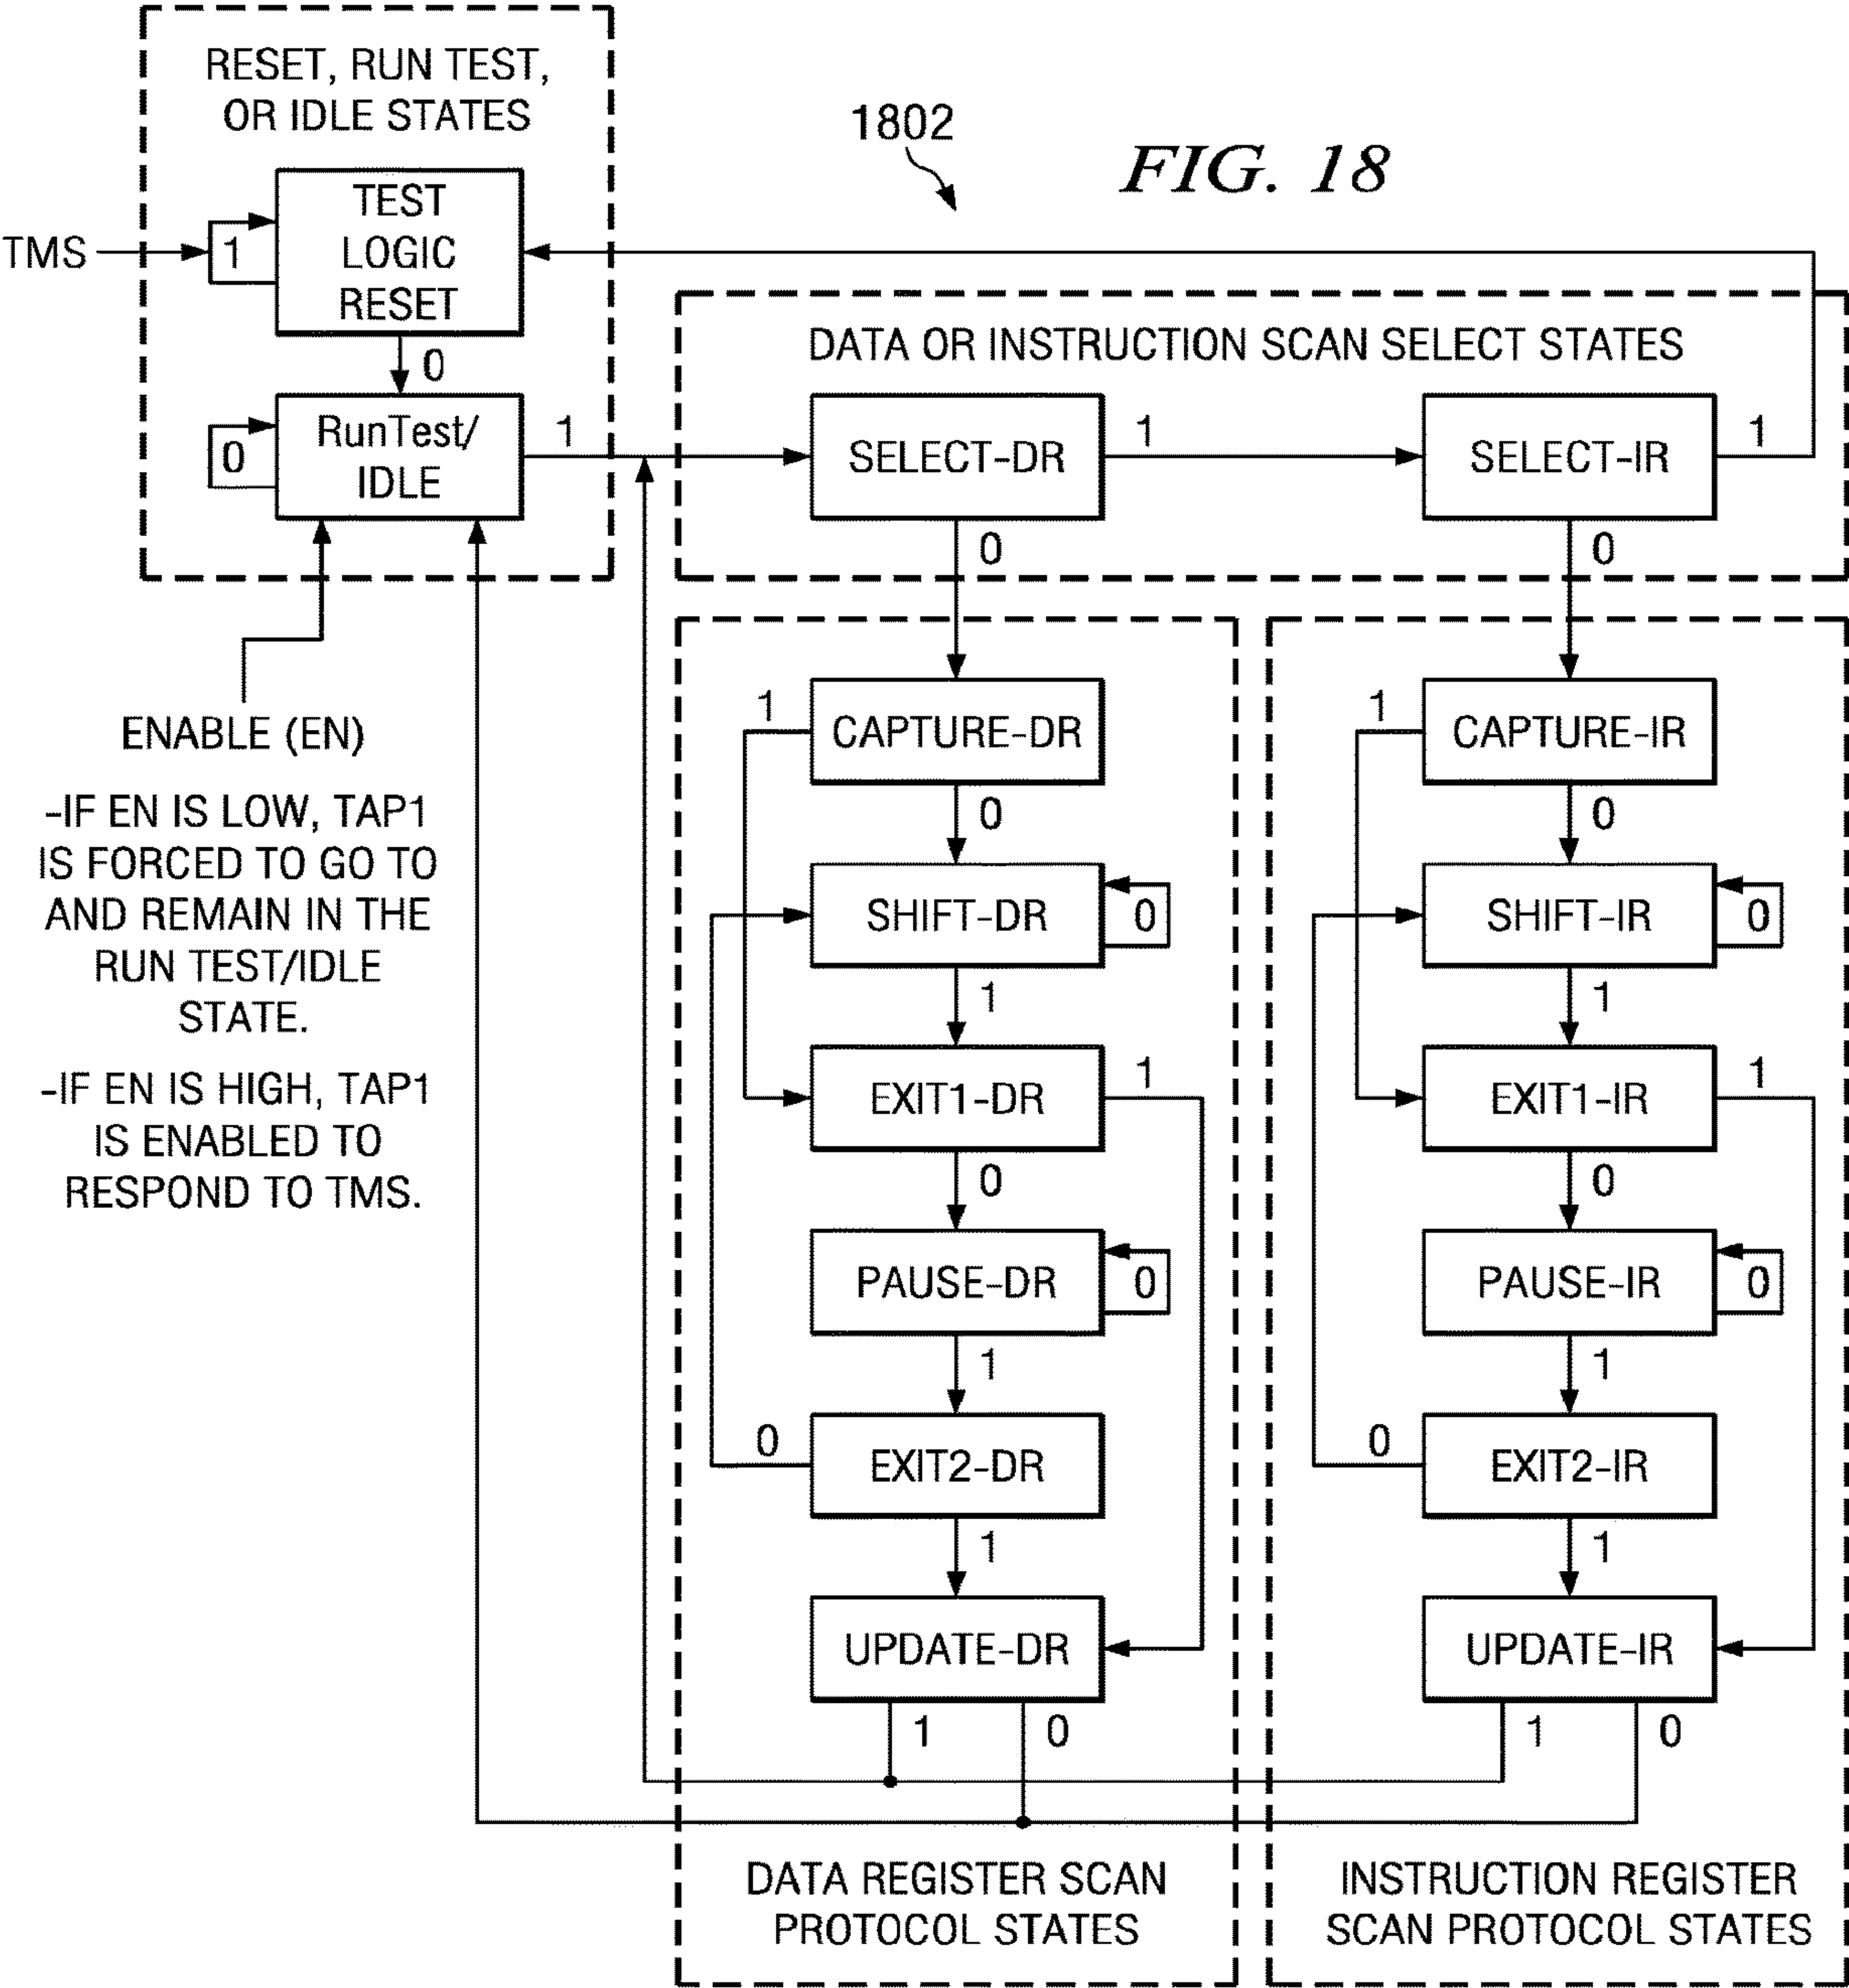 RESET, RUN TEST,
OR IDLE STATES
1802
FIG. 18
TEST
LOGIC
RESET
TMS
1
0
RunTest/
IDLE
0
1
DATA OR INSTRUCTION SCAN SELECT STATES
SELECT-DR
1
SELECT-IR
1
0
0
ENABLE (EN)
-IF EN IS LOW, TAP1
IS FORCED TO GO TO
AND REMAIN IN THE
RUN TEST/IDLE
STATE.
-IF EN IS HIGH, TAP1
IS ENABLED TO
RESPOND TO TMS.
1
CAPTURE-DR
0
SHIFT-DR
0
1
EXIT1-DR
1
0
PAUSE-DR
0
1
0
EXIT2-DR
1
UPDATE-DR
1
0
DATA REGISTER SCAN
PROTOCOL STATES
1
CAPTURE-IR
0
SHIFT-IR
0
1
EXIT1-IR
1
0
PAUSE-IR
0
1
0
EXIT2-IR
1
UPDATE-IR
1
0
INSTRUCTION REGISTER
SCAN PROTOCOL STATES